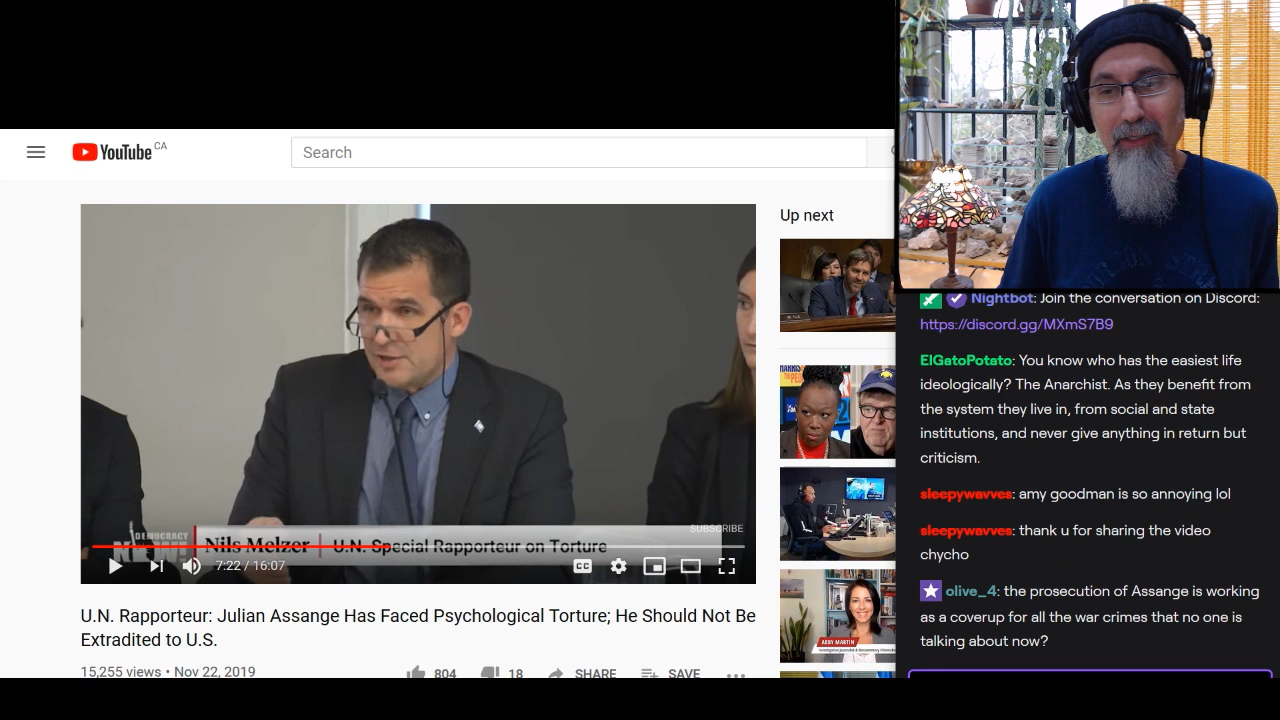 YouTube CA
Search
Up next
DEMOCRACY
Nils Melzer U.N. Special Rapporteur on Torture
SUBSCRIBE
7:22 / 16:07
CC
U.N. Rapporteur: Julian Assange Has Faced Psychological Torture; He Should Not Be
Extradited to U.S.
15,255 views • Nov 22, 2019
804
18
SHARE
SAVE
ABBY MARTIN
Nightbot: Join the conversation on Discord:
https://discord.gg/MXmS7B9
ElGatoPotato: You know who has the easiest life
ideologically? The Anarchist. As they benefit from
the system they live in, from social and state
institutions, and never give anything in return but
criticism.
sleepywavves: amy goodman is so annoying lol
sleepywavves: thank u for sharing the video
chycho
olive_4: the prosecution of Assange is working
as a coverup for all the war crimes that no one is
talking about now?